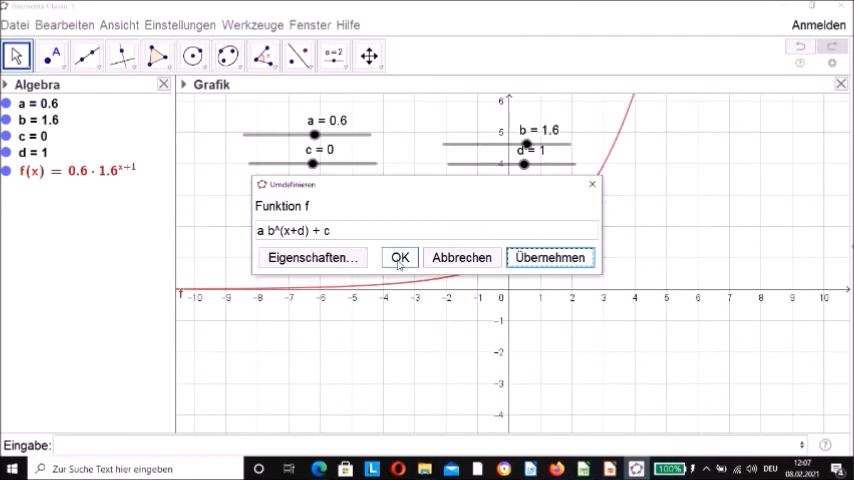 GeoGebra Classic 5
Datei Bearbeiten Ansicht Einstellungen Werkzeuge Fenster Hilfe
Anmelden
A
a=2
Algebra
Grafik
a = 0.6
b = 1.6
c = 0
d = 1
f(x) = 0.6 · 1.6^(x+1)
a = 0.6
b = 1.6
c = 0
d = 1
6
5
4
Umdefinieren
Funktion f
a b^(x+d) + c
Eigenschaften...
OK
Abbrechen
Übernehmen
f
-10 -9 -8 -7 -6 -5 -4 -3 -2 -1 0 1 2 3 4 5 6 7 8 9 10
-1
-2
-3
-4
Eingabe:
Zur Suche Text hier eingeben
100%
DEU
12:07
08.02.2021